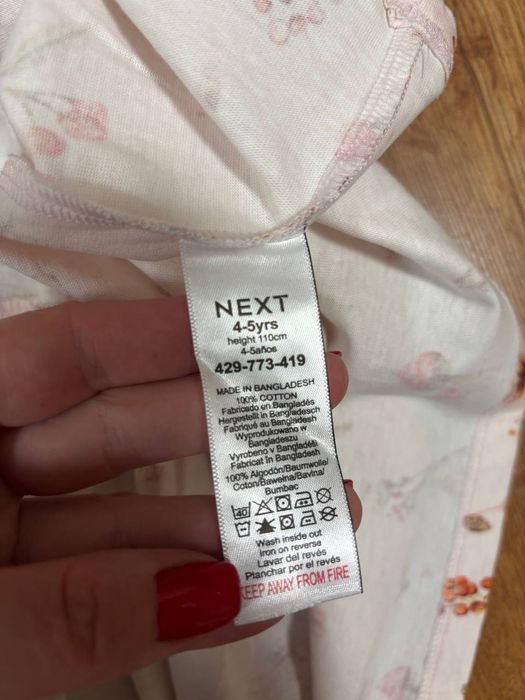 NEXT
4-5yrs
height 110cm
4-5años
429-773-419
MADE IN BANGLADESH
100% COTTON
Fabricado en Bangladés
Hergestellt in Bangladesch
Fabriqué au Bangladesh
Wyprodukowano w
Bangladeszu
Vyrobeno v Bangladéši
Fabricat în Bangladesh
100% Algodón/Baumwolle/
Coton/Bawełna/Bavlna/
Bumbac
40
Wash inside out
Iron on reverse
Lavar del revés
Planchar por el revés
KEEP AWAY FROM FIRE